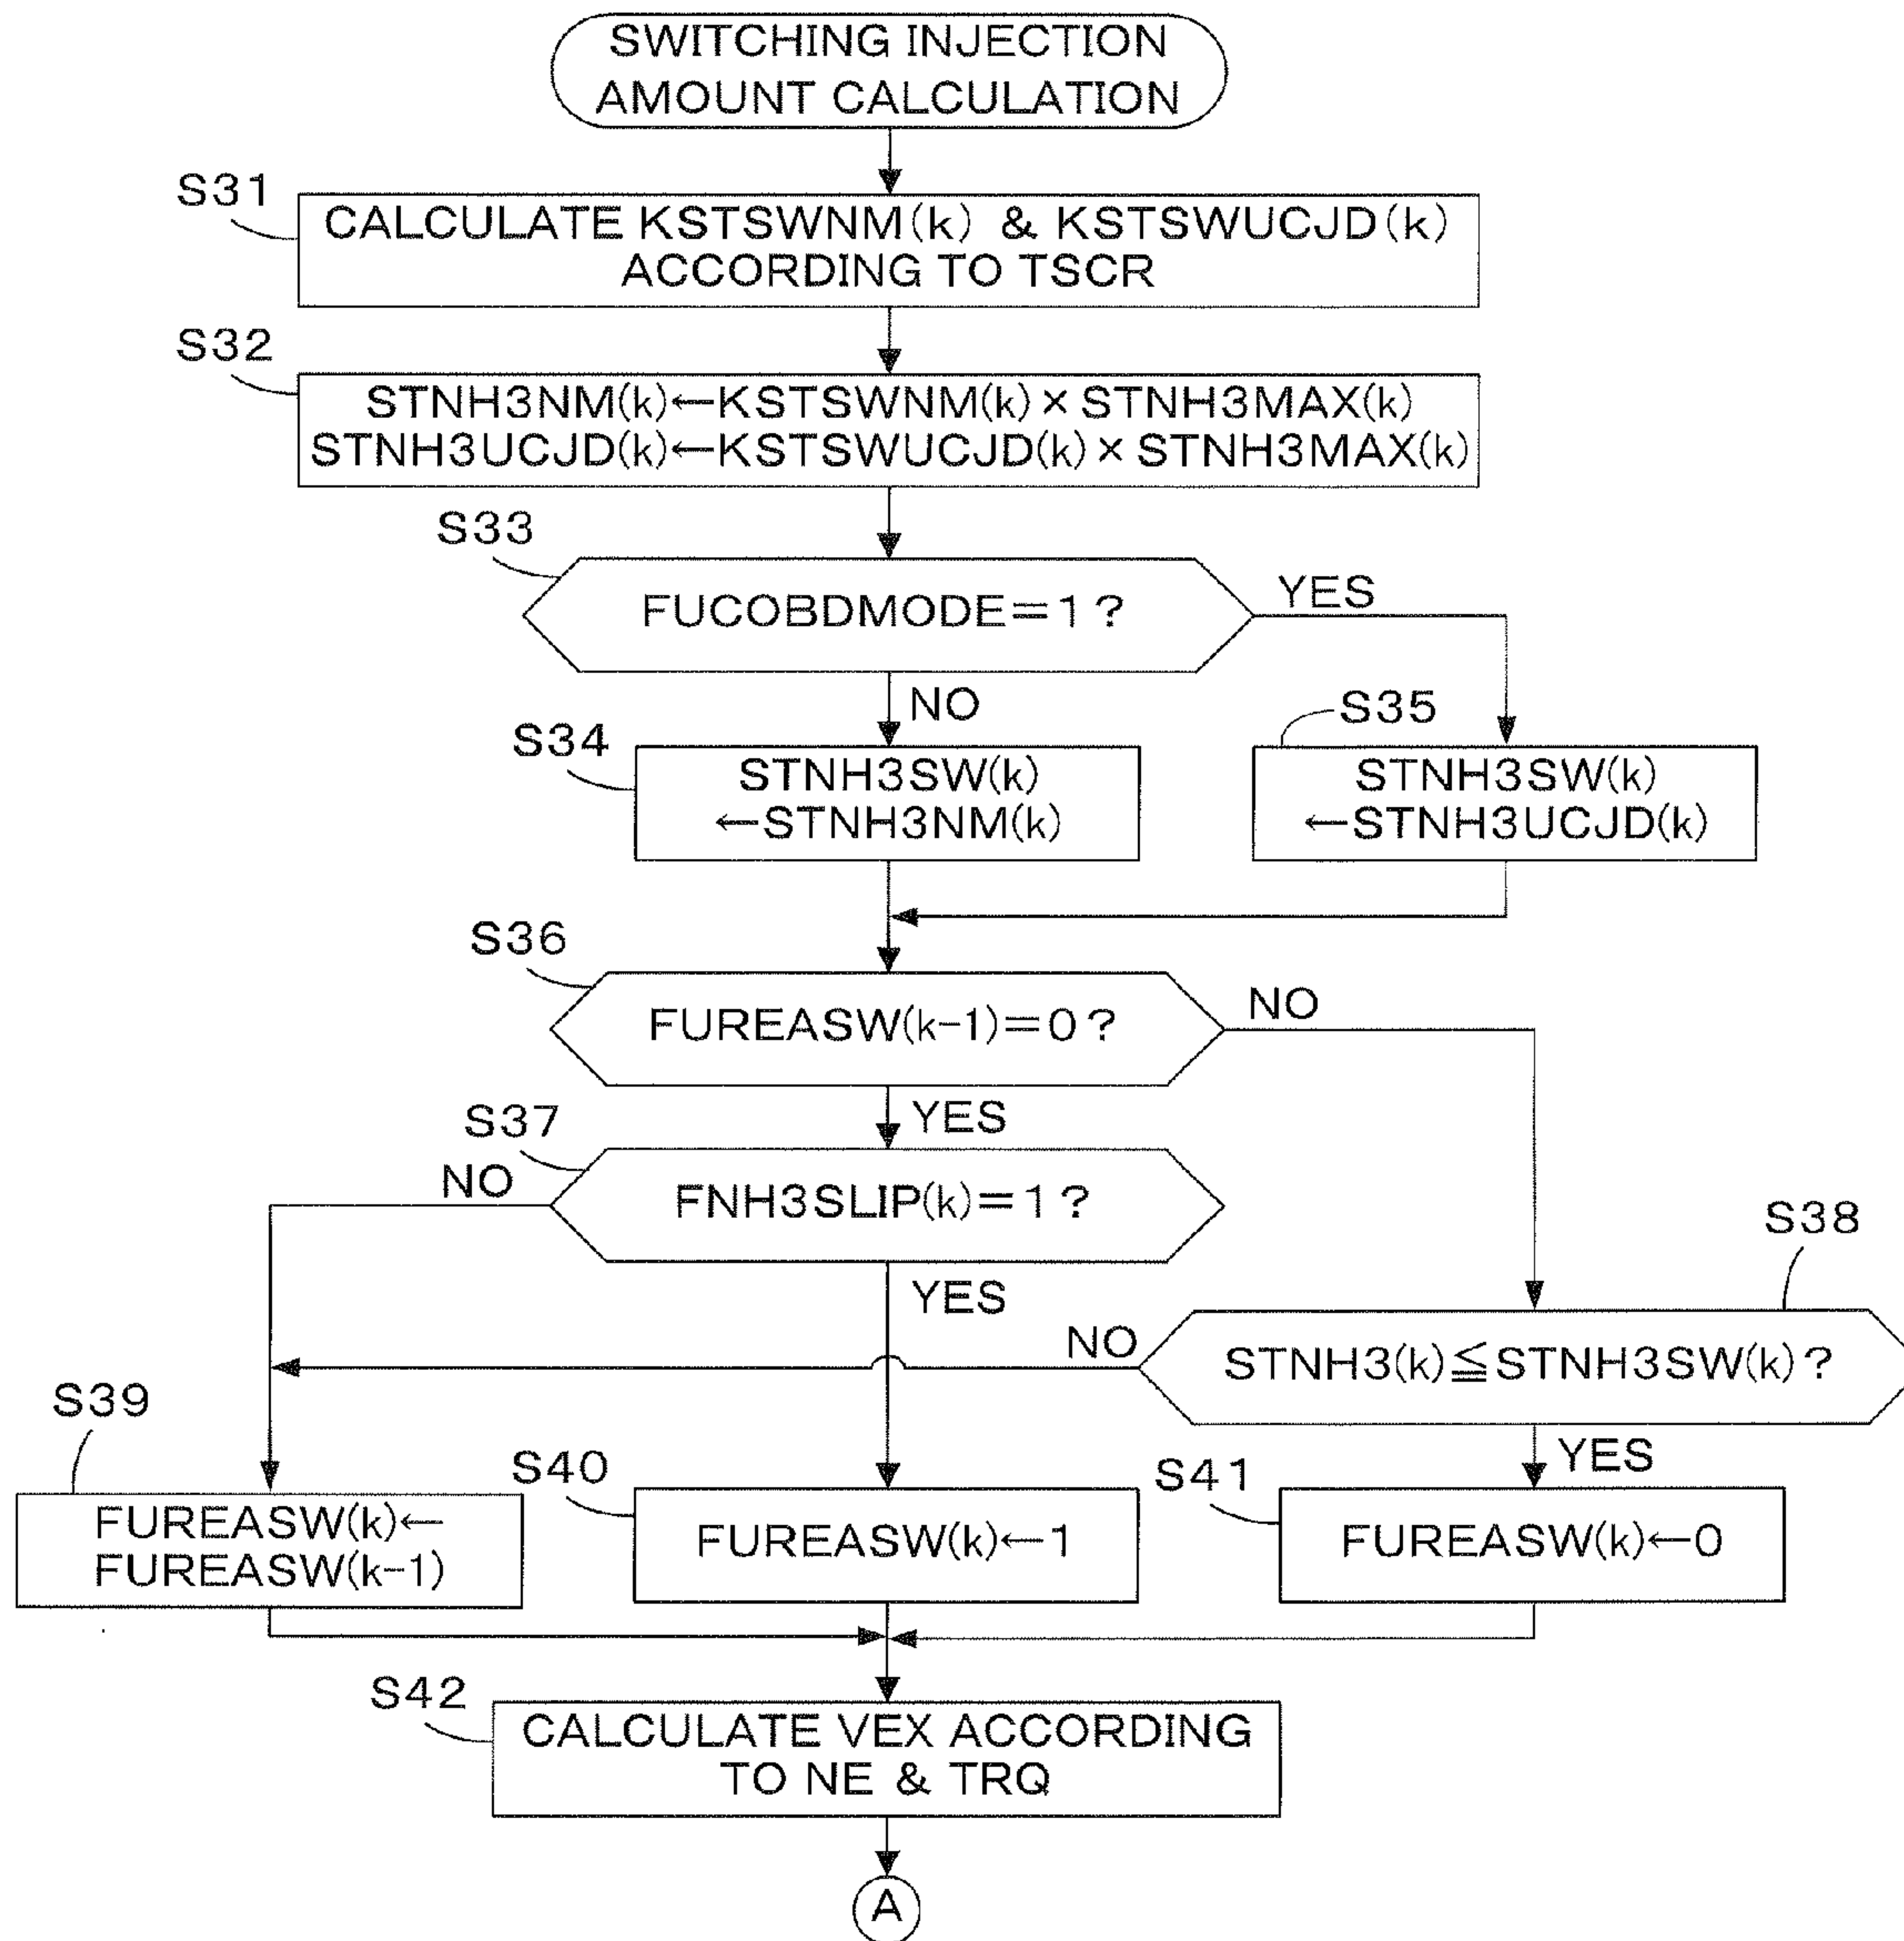 SWITCHING INJECTION
AMOUNT CALCULATION
S31
CALCULATE KSTSWNM(k) & KSTSWUCJD(k)
ACCORDING TO TSCR
S32
STNH3NM(k)←KSTSWNM(k)×STNH3MAX(k)
STNH3UCJD(k)←KSTSWUCJD(k)×STNH3MAX(k)
S33
FUCOBDMODE=1?
YES
NO
S34
STNH3SW(k)
←STNH3NM(k)
S35
STNH3SW(k)
←STNH3UCJD(k)
S36
FUREASW(k-1)=0?
NO
YES
S37
NO
FNH3SLIP(k)=1?
YES
S38
NO
STNH3(k)≦STNH3SW(k)?
YES
S39
FUREASW(k)←
FUREASW(k-1)
S40
FUREASW(k)←1
S41
FUREASW(k)←0
S42
CALCULATE VEX ACCORDING
TO NE & TRQ
A